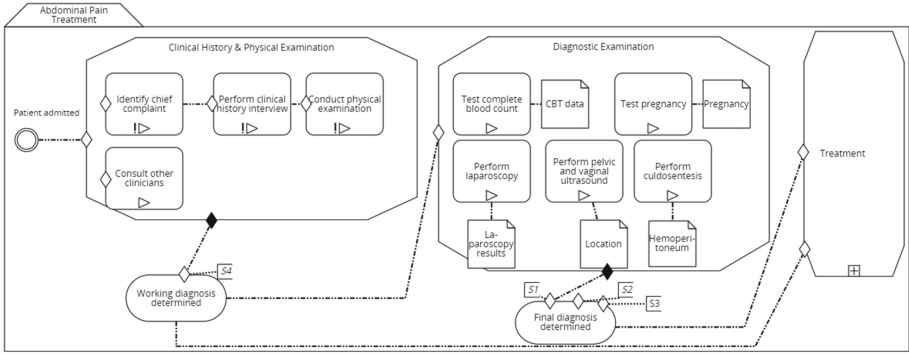 Abdominal Pain
Treatment
Clinical History & Physical Examination
Diagnostic Examination
Patient admitted
Identify chief
complaint
!
Perform clinical
history interview
!
Conduct physical
examination
!
Consult other
clinicians
Test complete
blood count
CBT data
Test pregnancy
Pregnancy
Perform
laparoscopy
Perform pelvic
and vaginal
ultrasound
Perform
culdosentesis
La-
paroscopy
results
Location
Hemoperi-
toneum
Treatment
S4
Working diagnosis
determined
S1
S2
S3
Final diagnosis
determined